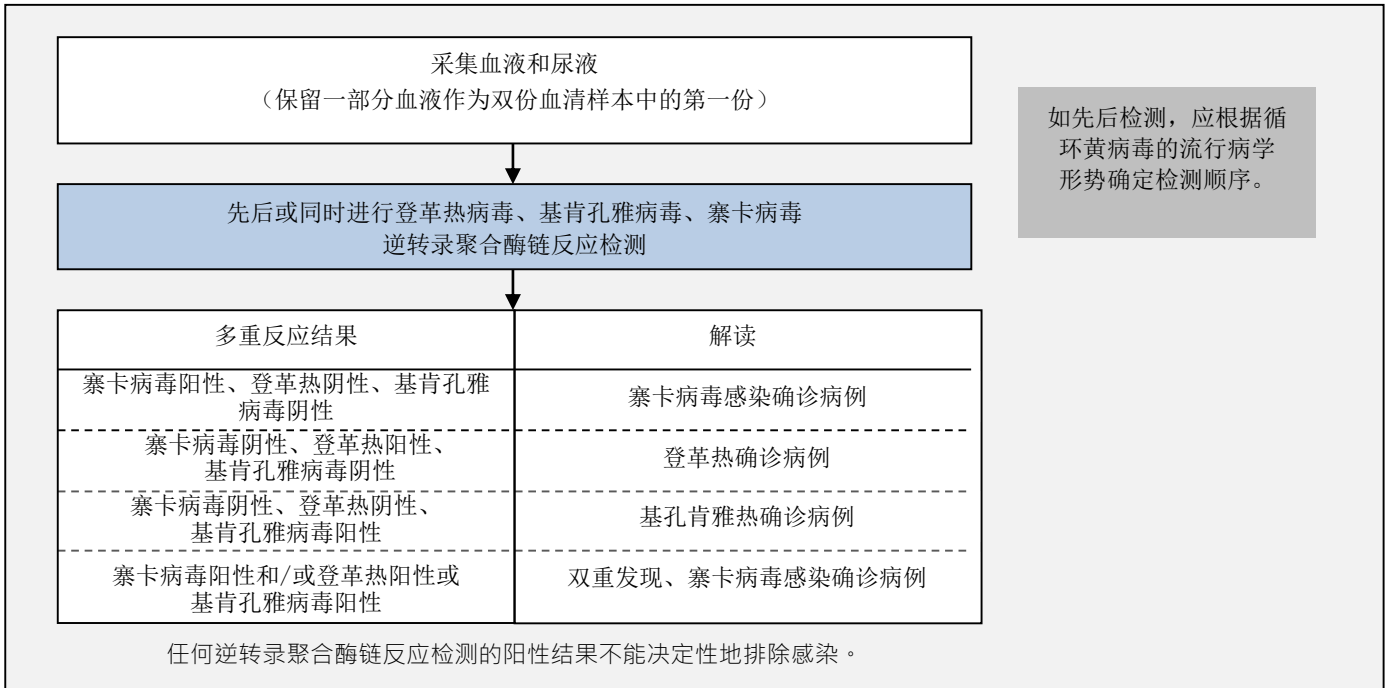 采集血液和尿液
（保留一部分血液作为双份血清样本中的第一份）
如先后检测，应根据循
环黄病毒的流行病学
形势确定检测顺序。
先后或同时进行登革热病毒、基肯孔雅病毒、寨卡病毒
逆转录聚合酶链反应检测
多重反应结果
解读
寨卡病毒阳性、登革热阴性、基肯孔雅
病毒阴性
寨卡病毒感染确诊病例
寨卡病毒阴性、登革热阳性、
基肯孔雅病毒阴性
登革热确诊病例
寨卡病毒阴性、登革热阴性、
基肯孔雅病毒阳性
基孔肯雅热确诊病例
寨卡病毒阳性和/或登革热阳性或
基肯孔雅病毒阳性
双重发现、寨卡病毒感染确诊病例
任何逆转录聚合酶链反应检测的阳性结果不能决定性地排除感染。